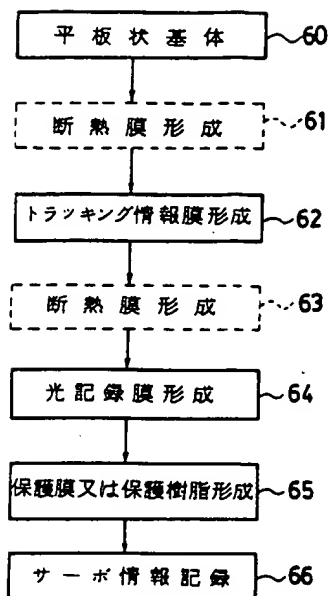 平板状基体 60
断熱膜形成 61
トラッキング情報膜形成 62
断熱膜形成 63
光記録膜形成 64
保護膜又は保護樹脂形成 65
サーボ情報記録 66